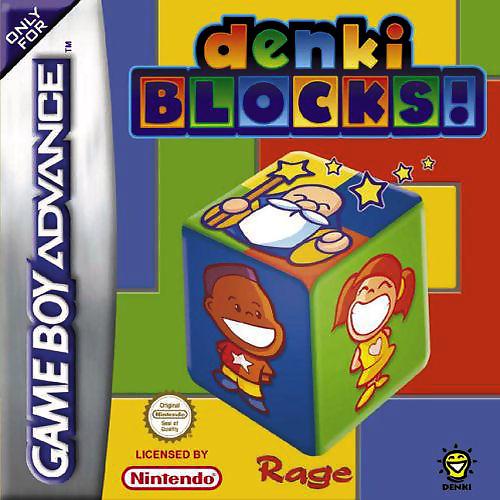 ONLY
FOR
GAME BOY ADVANCE
TM
denki
BLOCKS!
Original
Nintendo
Seal of
Quality
LICENSED BY
Nintendo
Rage
DENKI